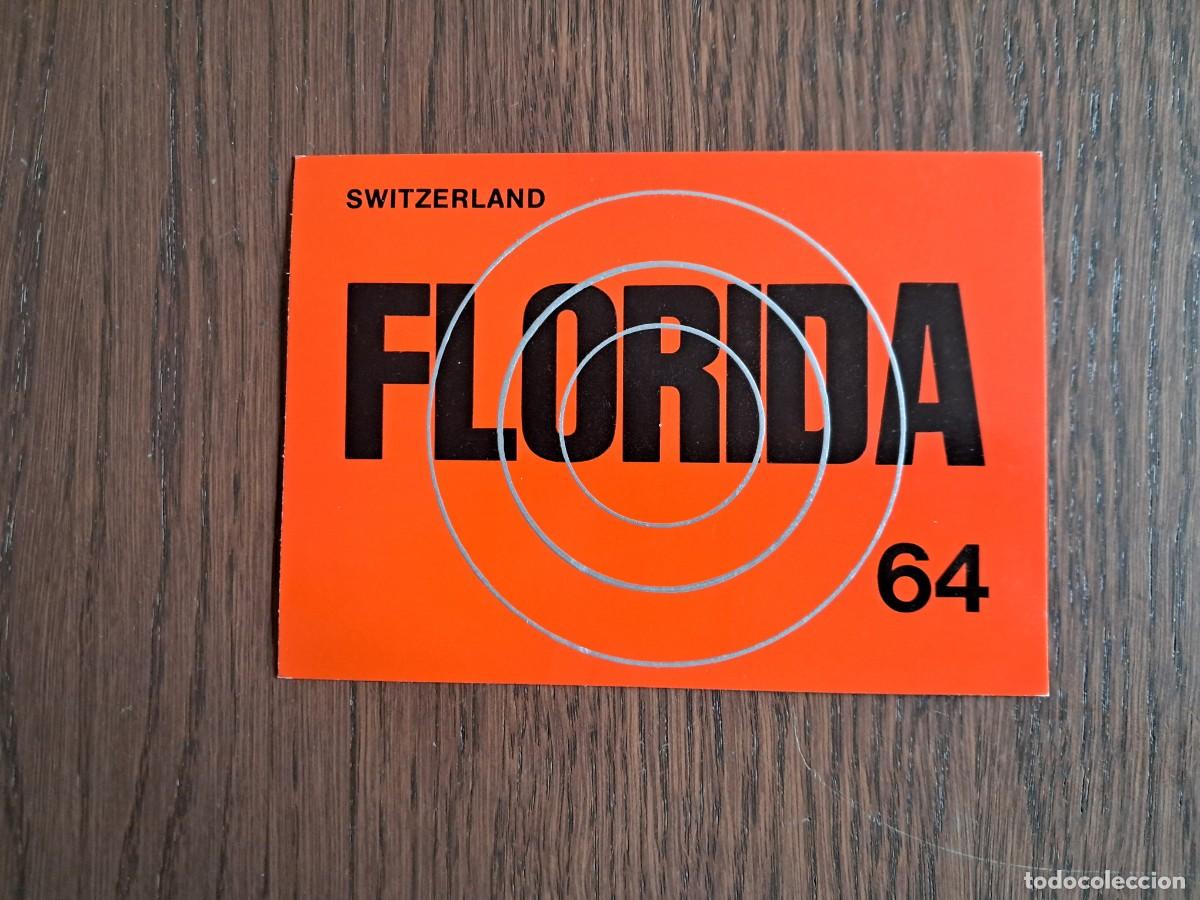 SWITZERLAND
FLORIDA
64
todocoleccion